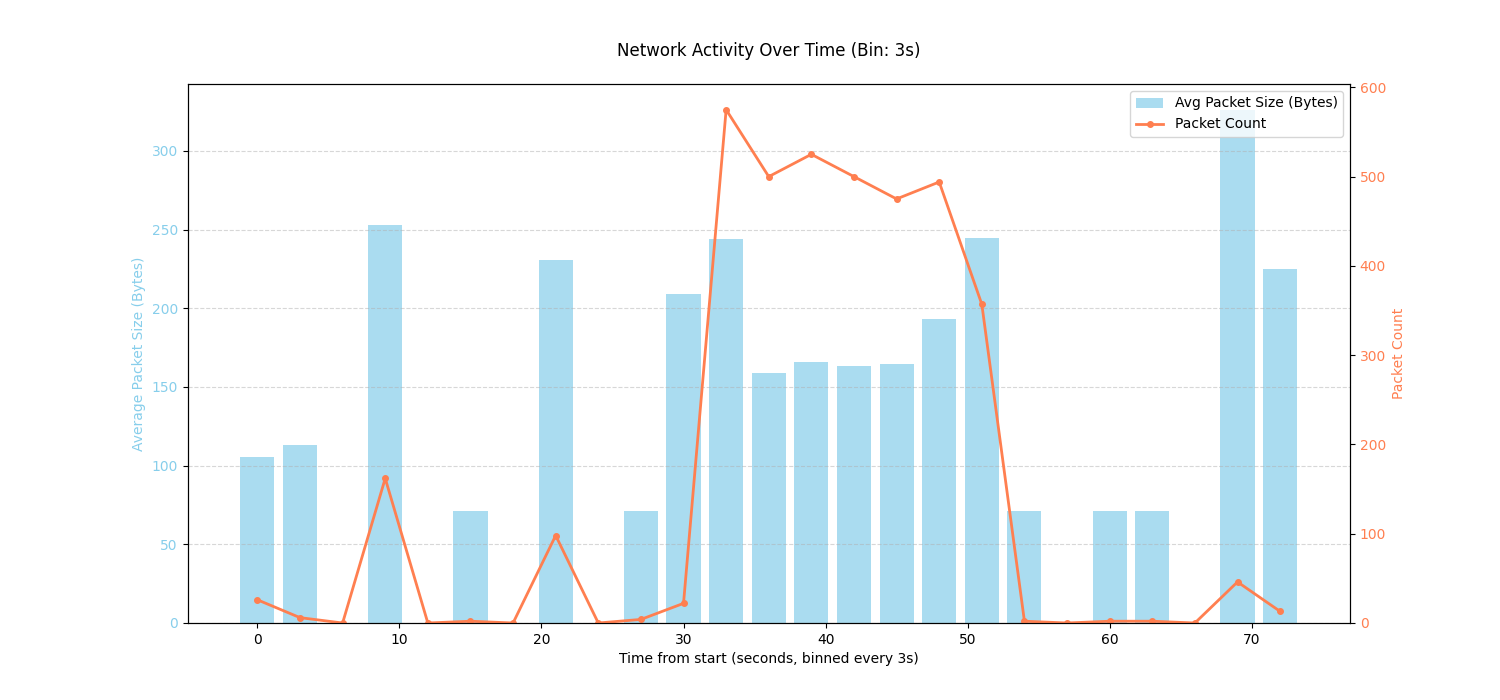 Network Activity Over Time (Bin: 3s)
Avg Packet Size (Bytes)
Packet Count
Average Packet Size (Bytes)
300
250
200
150
100
50
0
600
500
400
300
200
100
0
Packet Count
0 10 20 30 40 50 60 70
Time from start (seconds, binned every 3s)